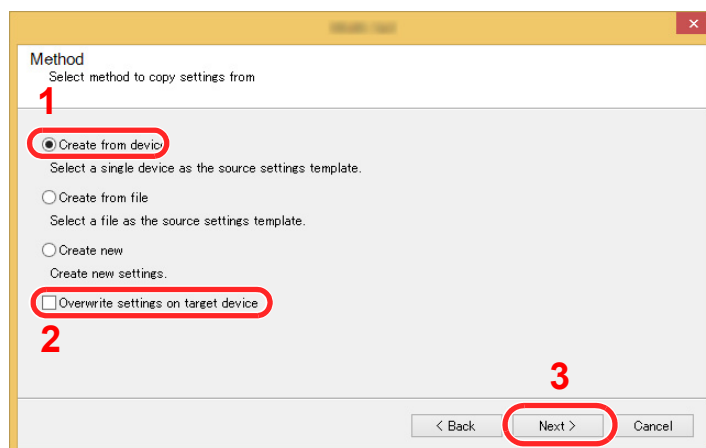 Method
Select method to copy settings from
1
Create from device
Select a single device as the source settings template.
Create from file
Select a file as the source settings template.
Create new
Create new settings.
Overwrite settings on target device
2
3
< Back Next > Cancel